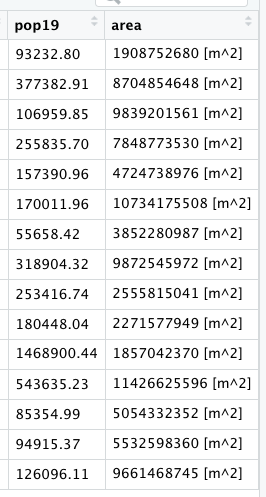 pop19 area
93232.80 1908752680 [m^2]
377382.91 8704854648 [m^2]
106959.85 9839201561 [m^2]
255835.70 7848773530 [m^2]
157390.96 4724738976 [m^2]
170011.96 10734175508 [m^2]
55658.42 3852280987 [m^2]
318904.32 9872545972 [m^2]
253416.74 2555815041 [m^2]
180448.04 2271577949 [m^2]
1468900.44 1857042370 [m^2]
543635.23 11426625596 [m^2]
85354.99 5054332352 [m^2]
94915.37 5532598360 [m^2]
126096.11 9661468745 [m^2]